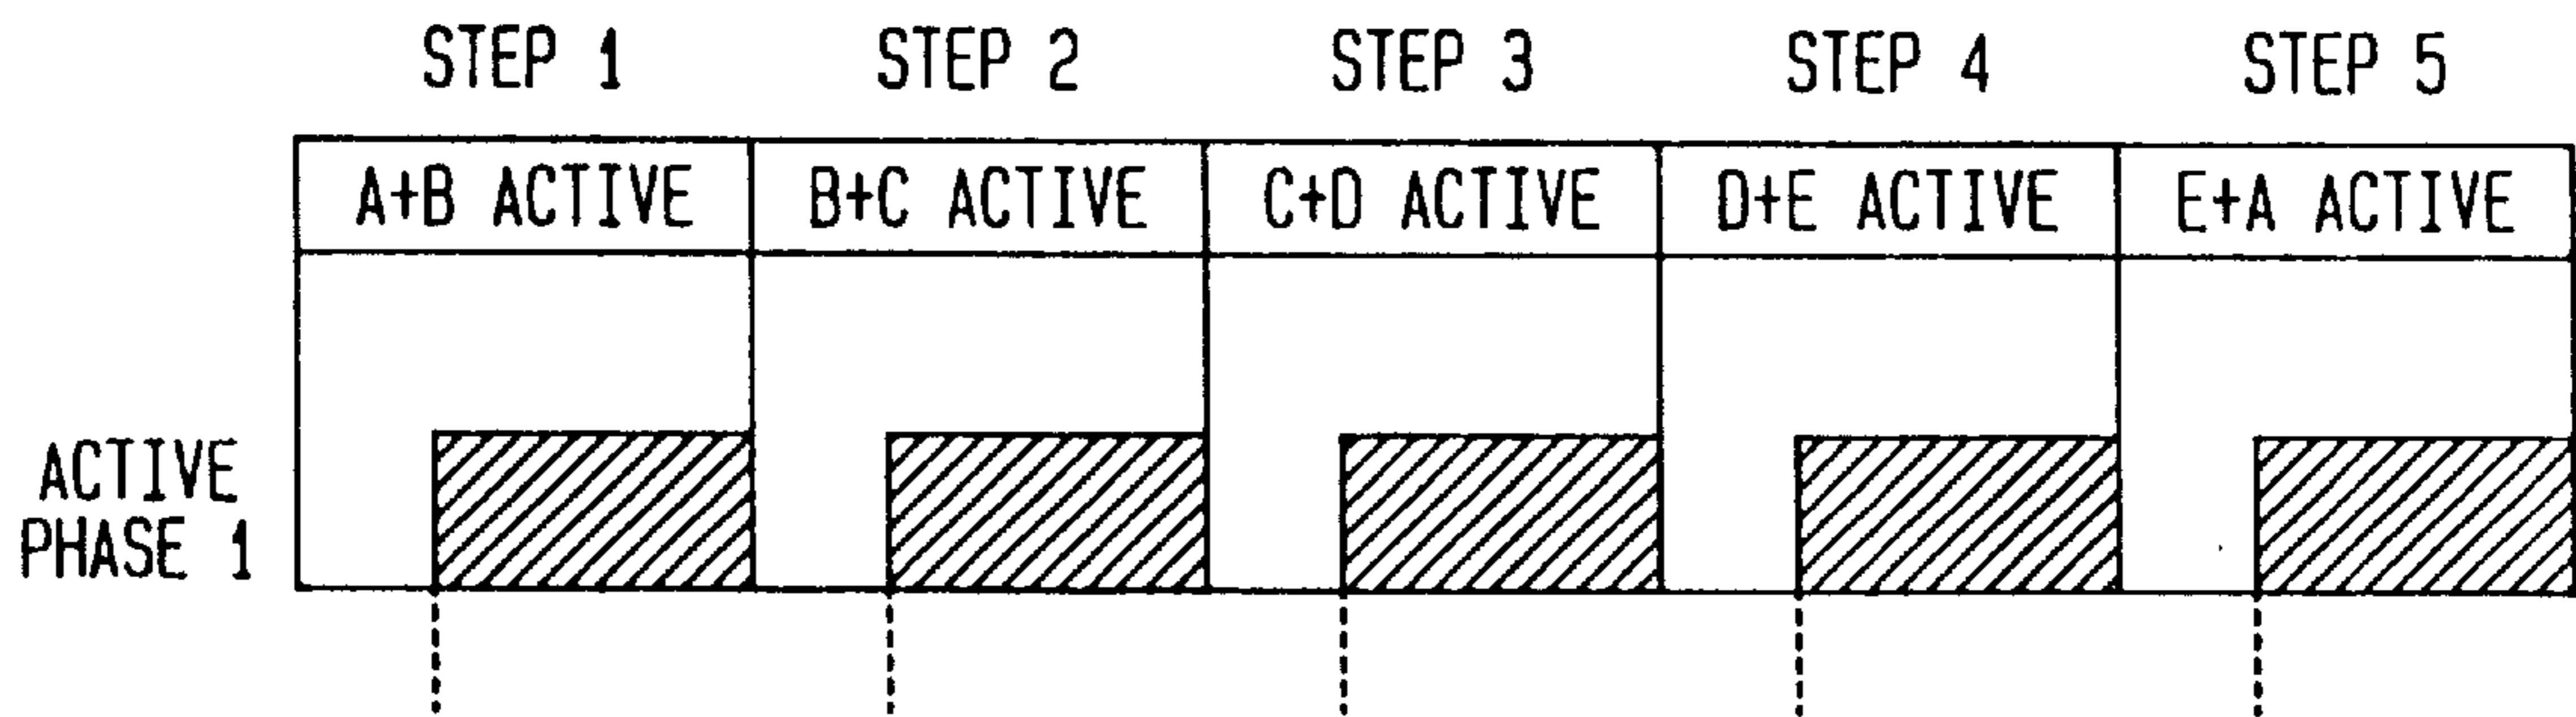 STEP 1 STEP 2 STEP 3 STEP 4 STEP 5
A+B ACTIVE B+C ACTIVE C+D ACTIVE D+E ACTIVE E+A ACTIVE
ACTIVE
PHASE 1